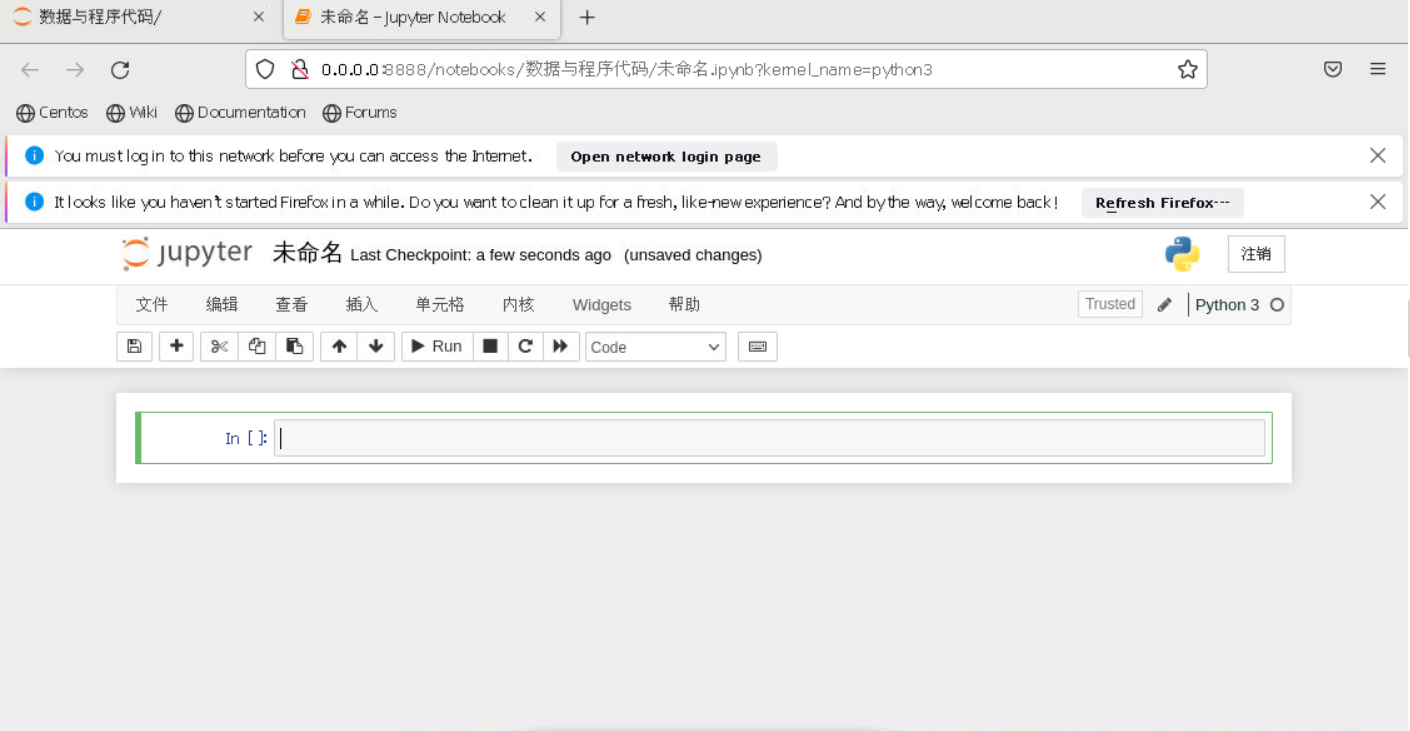 数据与程序代码/ 未命名 - Jupyter Notebook
0.0.0.0:8888/notebooks/数据与程序代码/未命名.ipynb?kernel_name=python3
Centos Wiki Documentation Forums
You must log in to this network before you can access the Internet. Open network login page
It looks like you haven't started Firefox in a while. Do you want to clean it up for a fresh, like-new experience? And by the way, welcome back! Refresh Firefox...
jupyter 未命名 Last Checkpoint: a few seconds ago (unsaved changes) 注销
文件 编辑 查看 插入 单元格 内核 Widgets 帮助 Trusted Python 3
Run Code
In [ ]: